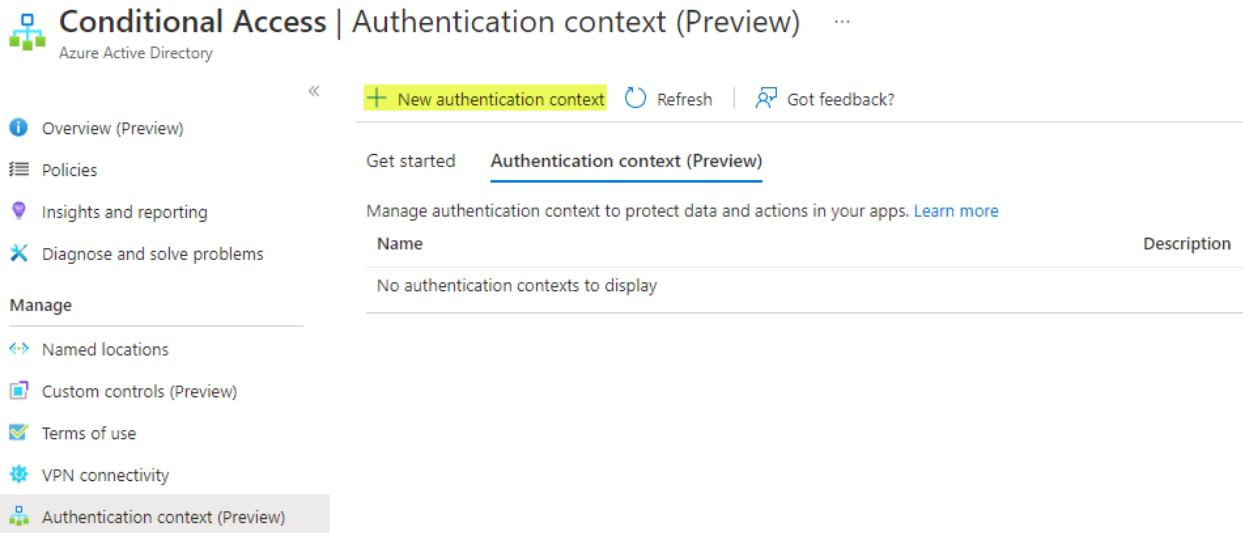 Conditional Access | Authentication context (Preview) ...
Azure Active Directory
«
+ New authentication context Refresh Got feedback?
Overview (Preview)
Policies
Insights and reporting
Diagnose and solve problems
Manage
Named locations
Custom controls (Preview)
Terms of use
VPN connectivity
Authentication context (Preview)
Get started Authentication context (Preview)
Manage authentication context to protect data and actions in your apps. Learn more
Name Description
No authentication contexts to display